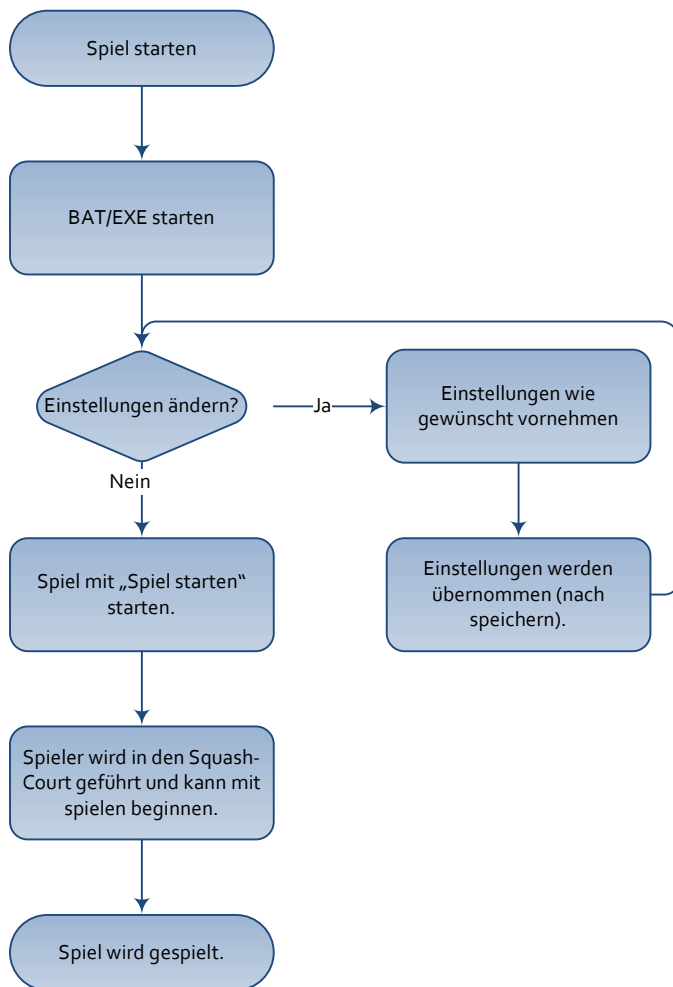 Spiel starten
BAT/EXE starten
Einstellungen ändern?
Ja
Einstellungen wie
gewünscht vornehmen
Nein
Spiel mit „Spiel starten“
starten.
Einstellungen werden
übernommen (nach
speichern).
Spieler wird in den Squash-
Court geführt und kann mit
spielen beginnen.
Spiel wird gespielt.